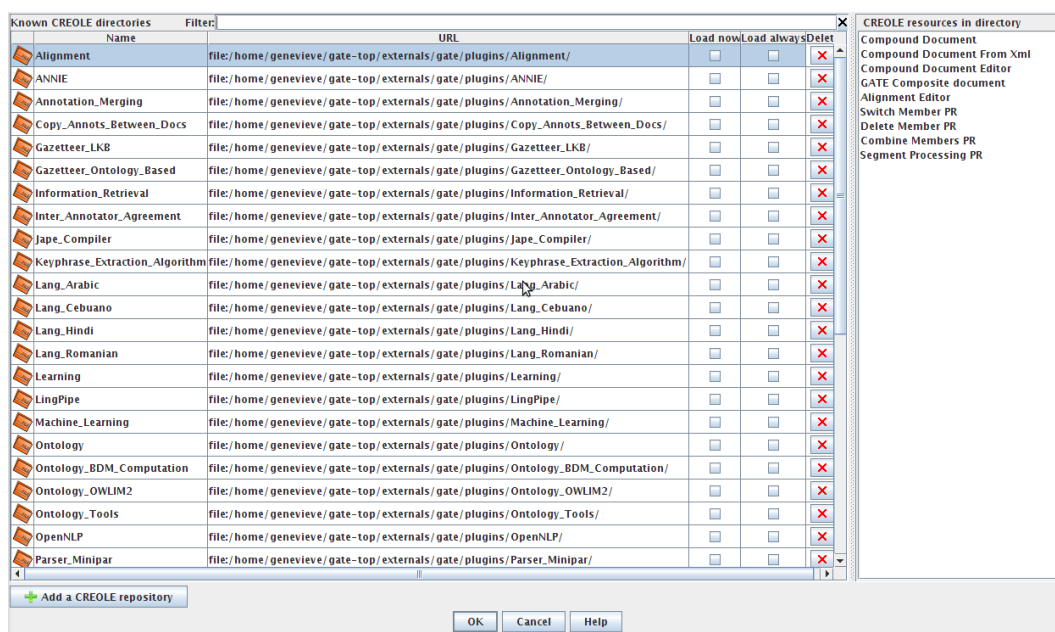 Known CREOLE directories Filter: CREOLE resources in directory
Name URL Load now Load always Delet
Alignment file:/home/genevieve/gate-top/externals/gate/plugins/Alignment/
ANNIE file:/home/genevieve/gate-top/externals/gate/plugins/ANNIE/
Annotation_Merging file:/home/genevieve/gate-top/externals/gate/plugins/Annotation_Merging/
Copy_Annots_Between_Docs file:/home/genevieve/gate-top/externals/gate/plugins/Copy_Annots_Between_Docs/
Gazetteer_LKB file:/home/genevieve/gate-top/externals/gate/plugins/Gazetteer_LKB/
Gazetteer_Ontology_Based file:/home/genevieve/gate-top/externals/gate/plugins/Gazetteer_Ontology_Based/
Information_Retrieval file:/home/genevieve/gate-top/externals/gate/plugins/Information_Retrieval/
Inter_Annotator_Agreement file:/home/genevieve/gate-top/externals/gate/plugins/Inter_Annotator_Agreement/
Jape_Compiler file:/home/genevieve/gate-top/externals/gate/plugins/Jape_Compiler/
Keyphrase_Extraction_Algorithm file:/home/genevieve/gate-top/externals/gate/plugins/Keyphrase_Extraction_Algorithm/
Lang_Arabic file:/home/genevieve/gate-top/externals/gate/plugins/Lang_Arabic/
Lang_Cebuano file:/home/genevieve/gate-top/externals/gate/plugins/Lang_Cebuano/
Lang_Hindi file:/home/genevieve/gate-top/externals/gate/plugins/Lang_Hindi/
Lang_Romanian file:/home/genevieve/gate-top/externals/gate/plugins/Lang_Romanian/
Learning file:/home/genevieve/gate-top/externals/gate/plugins/Learning/
LingPipe file:/home/genevieve/gate-top/externals/gate/plugins/LingPipe/
Machine_Learning file:/home/genevieve/gate-top/externals/gate/plugins/Machine_Learning/
Ontology file:/home/genevieve/gate-top/externals/gate/plugins/Ontology/
Ontology_BDM_Computation file:/home/genevieve/gate-top/externals/gate/plugins/Ontology_BDM_Computation/
Ontology_OWLIM2 file:/home/genevieve/gate-top/externals/gate/plugins/Ontology_OWLIM2/
Ontology_Tools file:/home/genevieve/gate-top/externals/gate/plugins/Ontology_Tools/
OpenNLP file:/home/genevieve/gate-top/externals/gate/plugins/OpenNLP/
Parser_Minipar file:/home/genevieve/gate-top/externals/gate/plugins/Parser_Minipar/
Compound Document
Compound Document From Xml
Compound Document Editor
GATE Composite document
Alignment Editor
Switch Member PR
Delete Member PR
Combine Members PR
Segment Processing PR
Add a CREOLE repository
OK Cancel Help